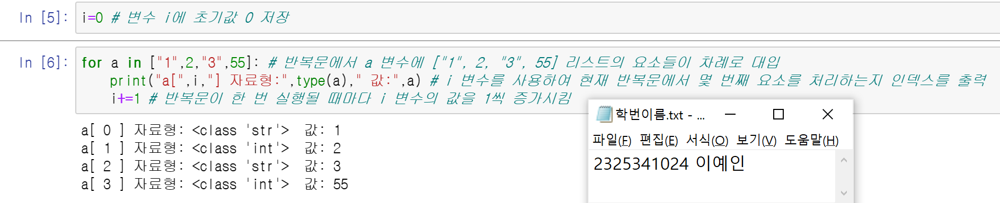 In [5]: i=0 # 변수 i에 초기값 0 저장
In [6]: for a in ["1",2,"3",55]: # 반복문에서 a 변수에 ["1", 2, "3", 55] 리스트의 요소들이 차례로 대입
print("a[",i,"] 자료형:",type(a)," 값:",a) # i 변수를 사용하여 현재 반복문에서 몇 번째 요소를 처리하는지 인덱스를 출력
i+=1 # 반복문이 한 번 실행될 때마다 i 변수의 값을 1씩 증가시킴
a[ 0 ] 자료형: <class 'str'>  값: 1
a[ 1 ] 자료형: <class 'int'>  값: 2
a[ 2 ] 자료형: <class 'str'>  값: 3
a[ 3 ] 자료형: <class 'int'>  값: 55
학번이름.txt - ...
파일(F) 편집(E) 서식(O) 보기(V) 도움말(H)
2325341024 이예인